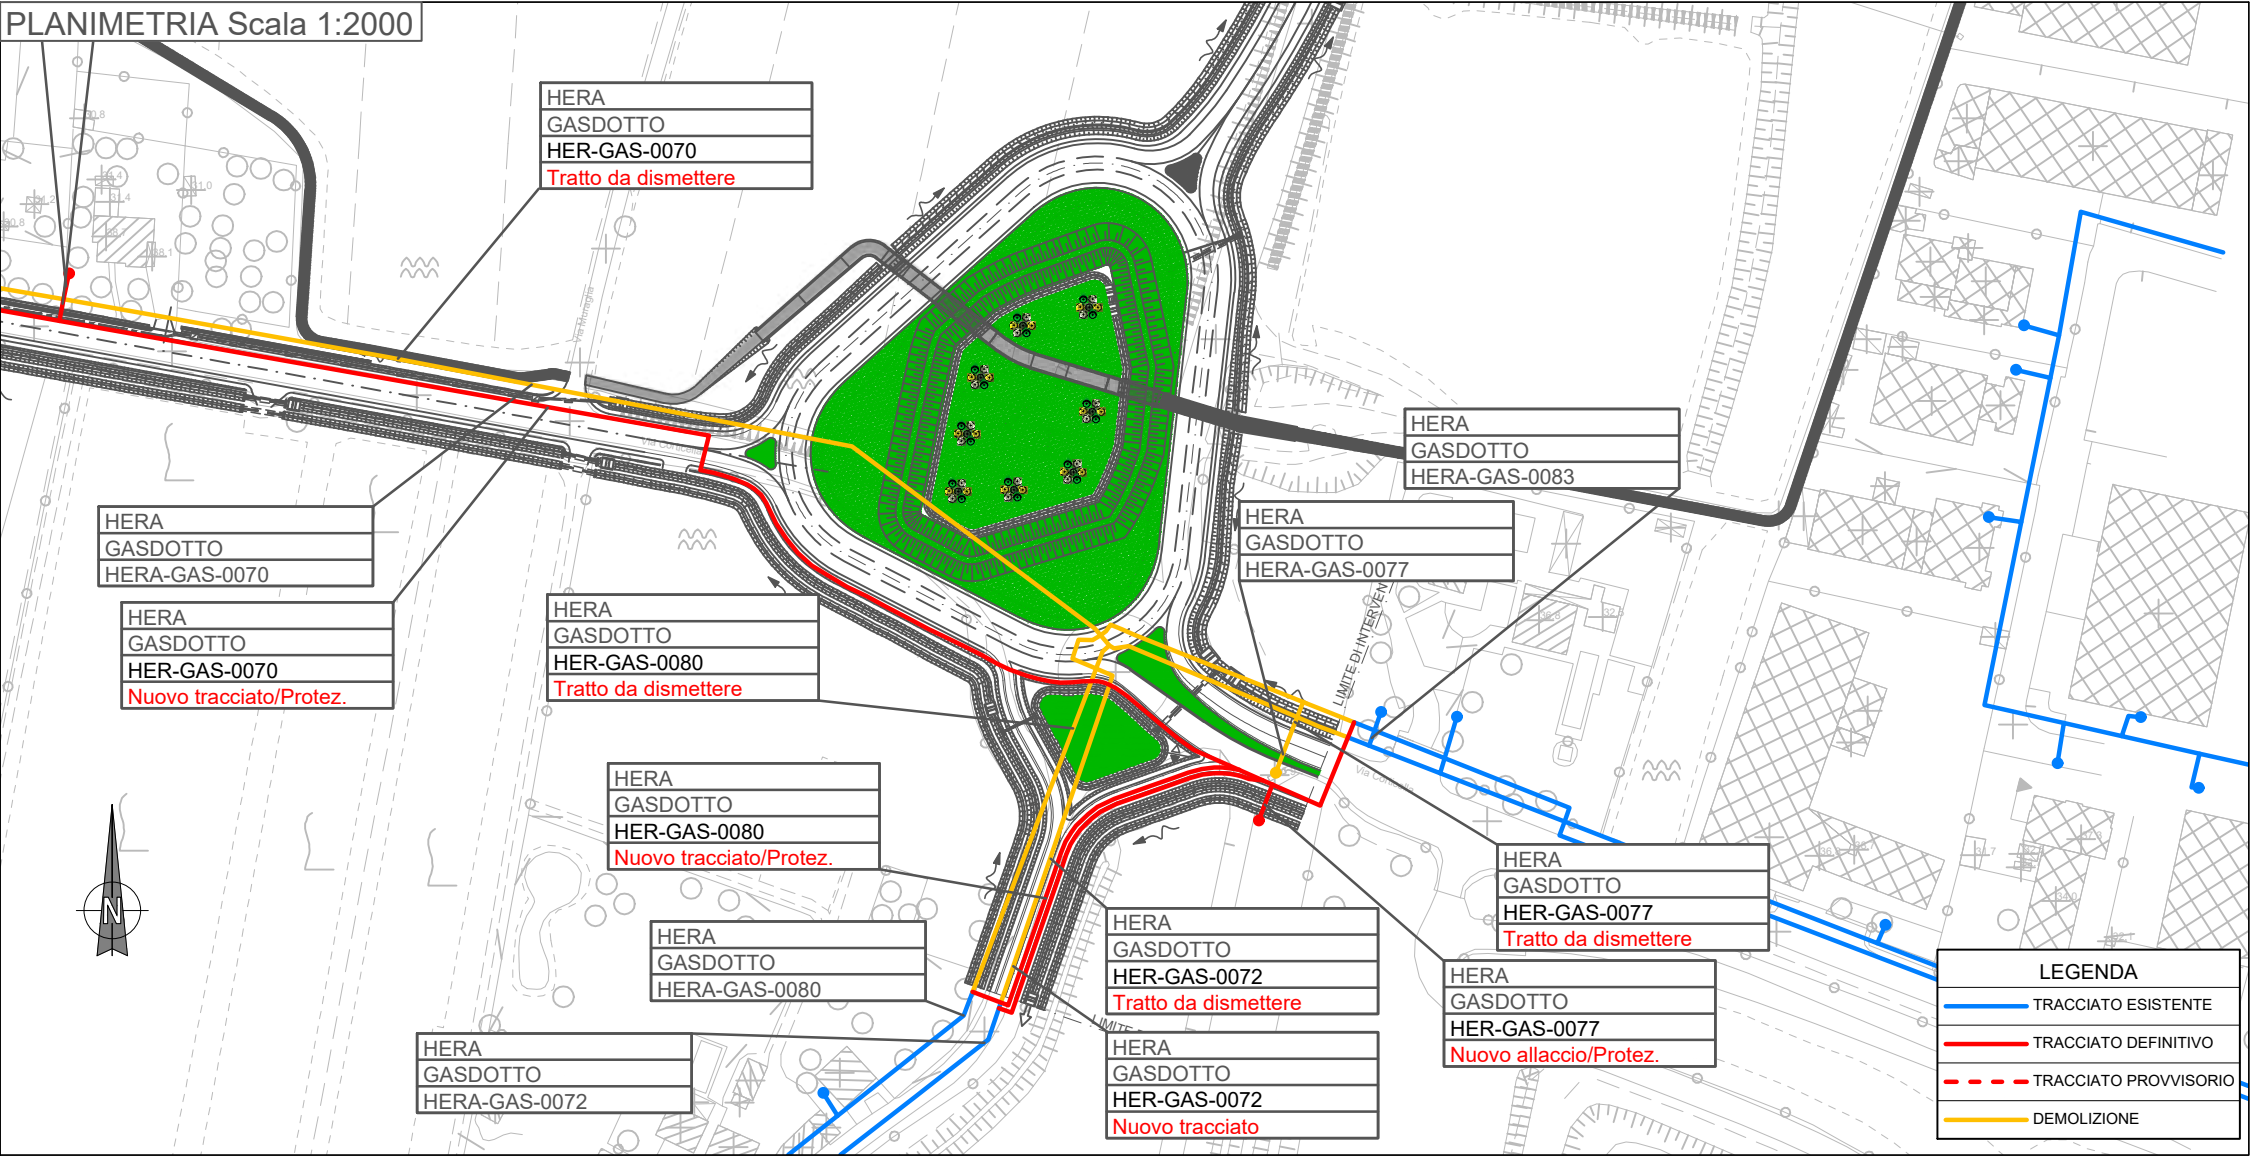 PLANIMETRIA Scala 1:2000
HERA
GASDOTTO
HER-GAS-0070
Tratto da dismettere
HERA
GASDOTTO
HERA-GAS-0083
HERA
GASDOTTO
HERA-GAS-0077
HERA
GASDOTTO
HERA-GAS-0070
HERA
GASDOTTO
HER-GAS-0070
Nuovo tracciato/Protez.
HERA
GASDOTTO
HER-GAS-0080
Tratto da dismettere
HERA
GASDOTTO
HER-GAS-0080
Nuovo tracciato/Protez.
HERA
GASDOTTO
HERA-GAS-0080
HERA
GASDOTTO
HERA-GAS-0072
HERA
GASDOTTO
HER-GAS-0072
Tratto da dismettere
HERA
GASDOTTO
HER-GAS-0072
Nuovo tracciato
HERA
GASDOTTO
HER-GAS-0077
Tratto da dismettere
HERA
GASDOTTO
HER-GAS-0077
Nuovo allaccio/Protez.
LIMITE DI INTERVEN
LIMITE
N
LEGENDA
TRACCIATO ESISTENTE
TRACCIATO DEFINITIVO
TRACCIATO PROVVISORIO
DEMOLIZIONE